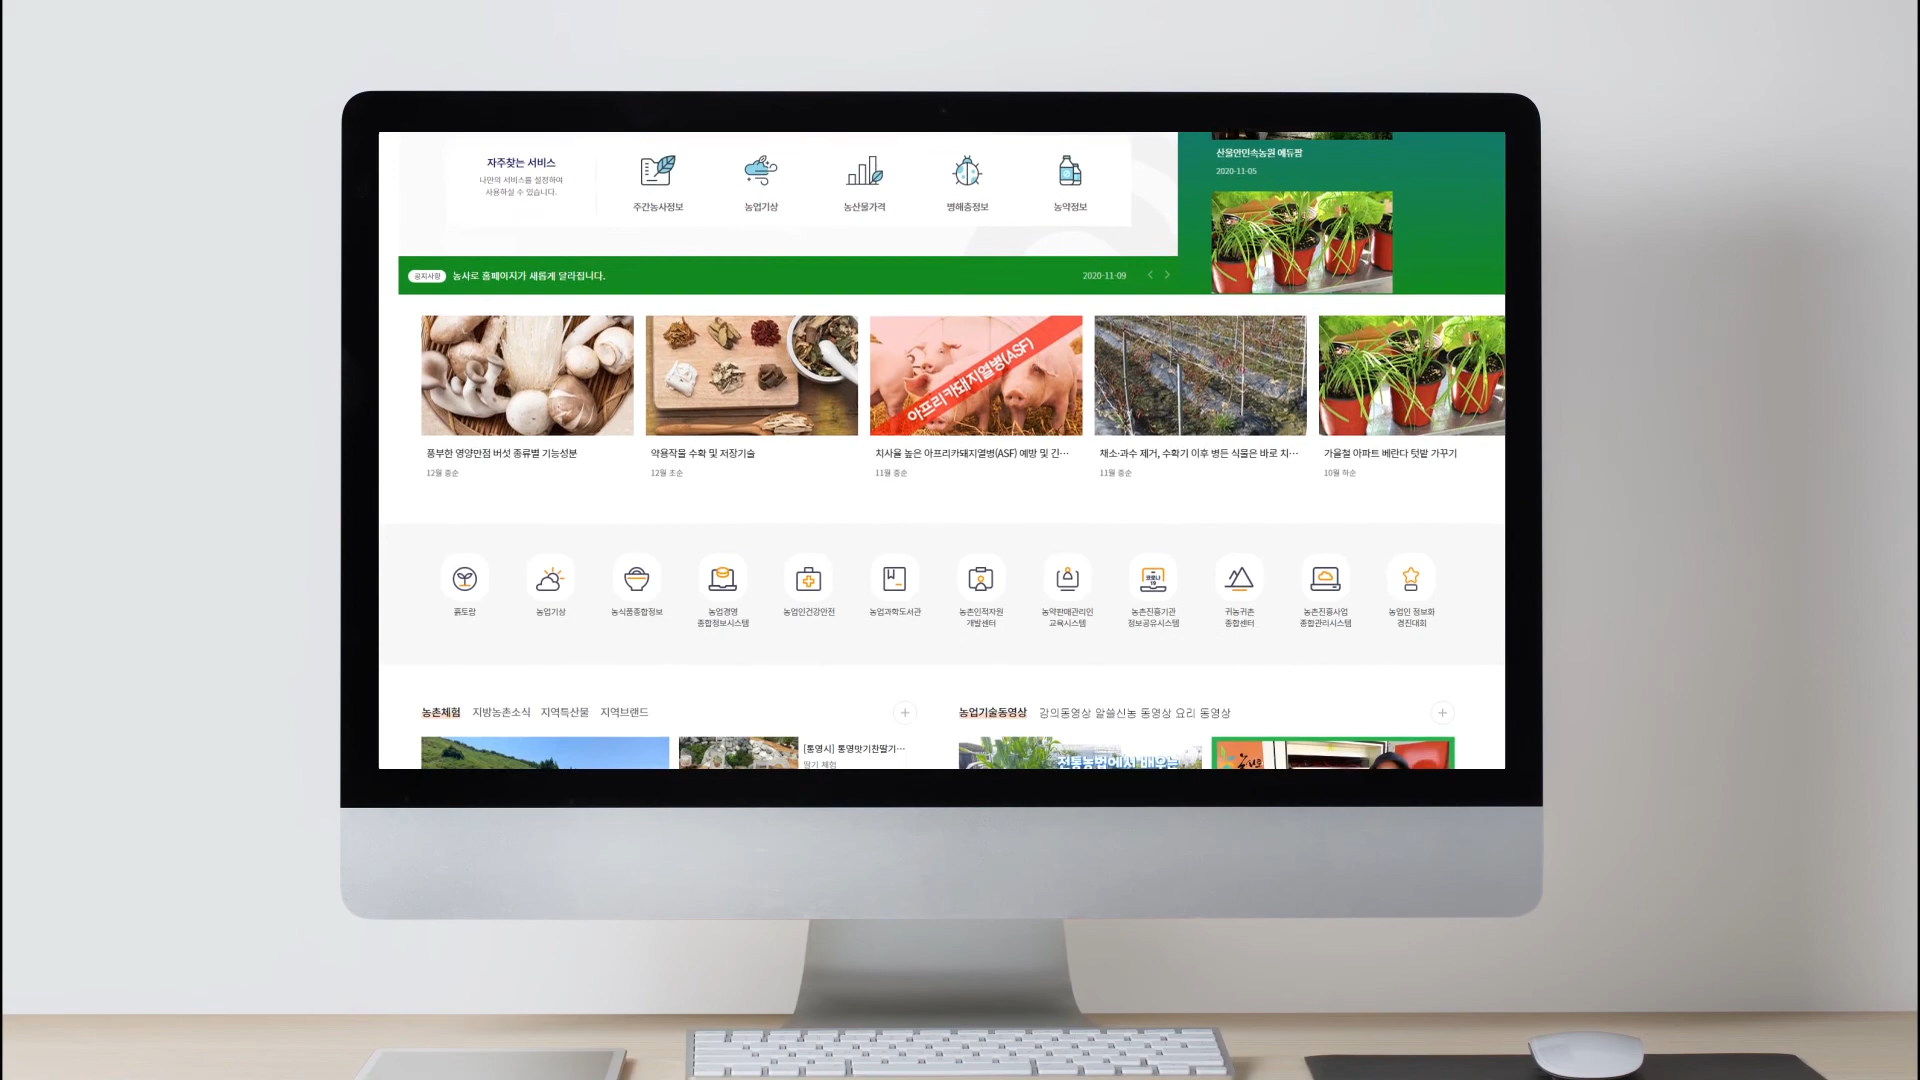 자주찾는 서비스
나만의 서비스를 설정하여
사용하실 수 있습니다.
주간농사정보
농업기상
농산물가격
병해충정보
농약정보
산울안민속농원 에듀팜
2020-11-05
공지사항
농사로 홈페이지가 새롭게 달라집니다.
2020-11-09
아프리카돼지열병(ASF)
풍부한 영양만점 버섯 종류별 기능성분
12월 중순
약용작물 수확 및 저장기술
12월 초순
치사율 높은 아프리카돼지열병(ASF) 예방 및 긴…
11월 중순
채소·과수 제거, 수확기 이후 병든 식물은 바로 치…
11월 중순
가을철 아파트 베란다 텃밭 가꾸기
10월 하순
흙토람
농업기상
농식품종합정보
농업경영
종합정보시스템
농업인건강안전
농업과학도서관
농촌인적자원
개발센터
농약판매관리인
교육시스템
코로나
19
농촌진흥기관
정보공유시스템
귀농귀촌
종합센터
농촌진흥사업
종합관리시스템
농업인 정보화
경진대회
농촌체험 지방농촌소식 지역특산물 지역브랜드
농업기술동영상 강의동영상 알쓸신농 동영상 요리 동영상
[통영시] 통영맛기찬딸기…
딸기 체험
전통농법에서 배우는